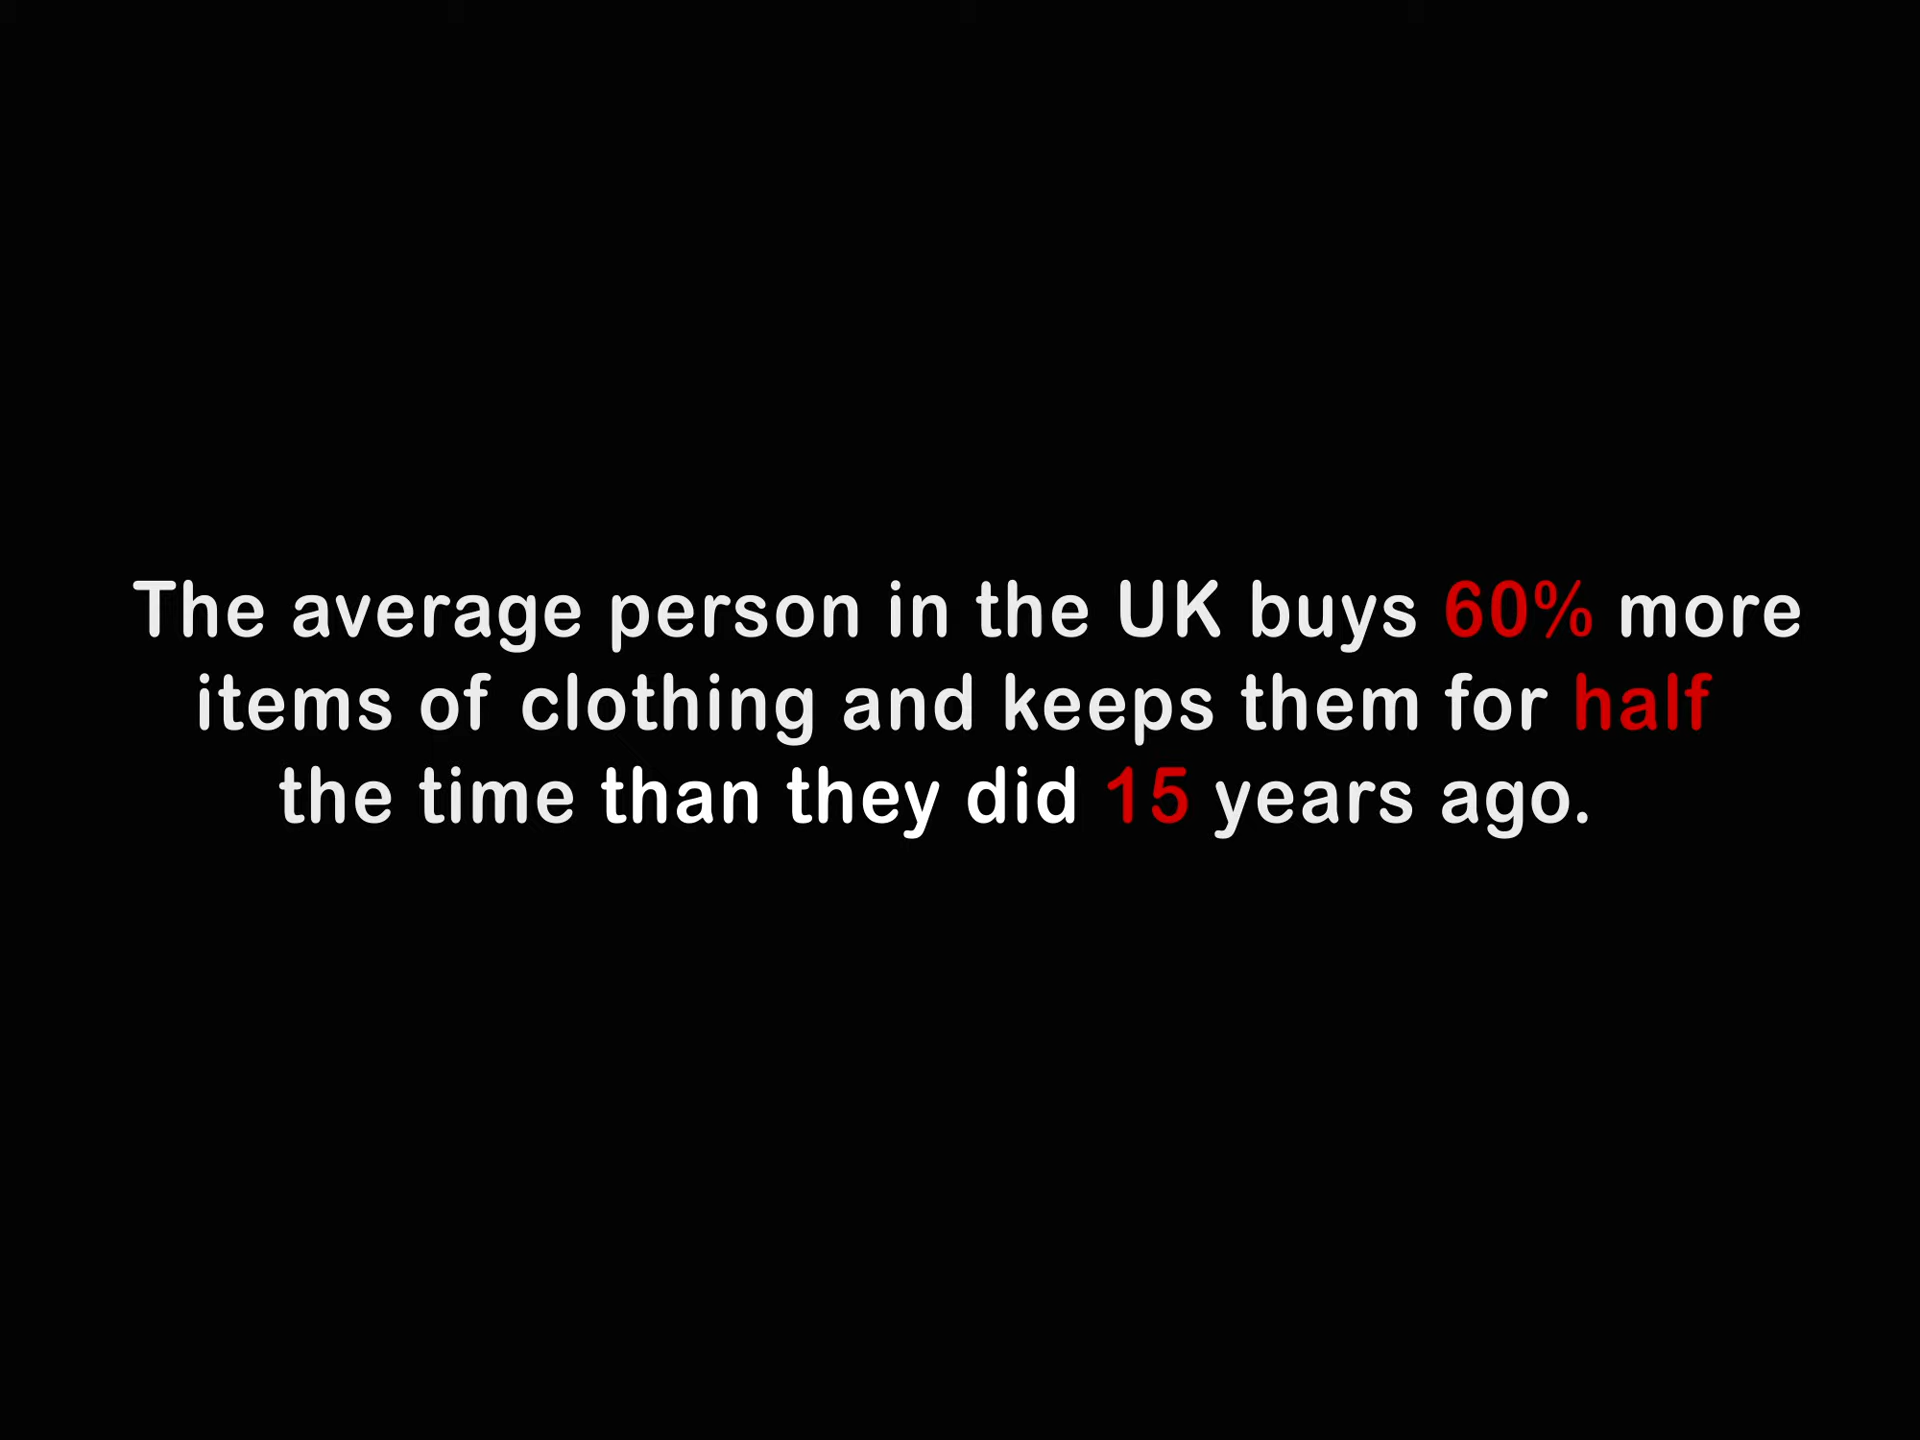 The average person in the UK buys 60% more
items of clothing and keeps them for half
the time than they did 15 years ago.